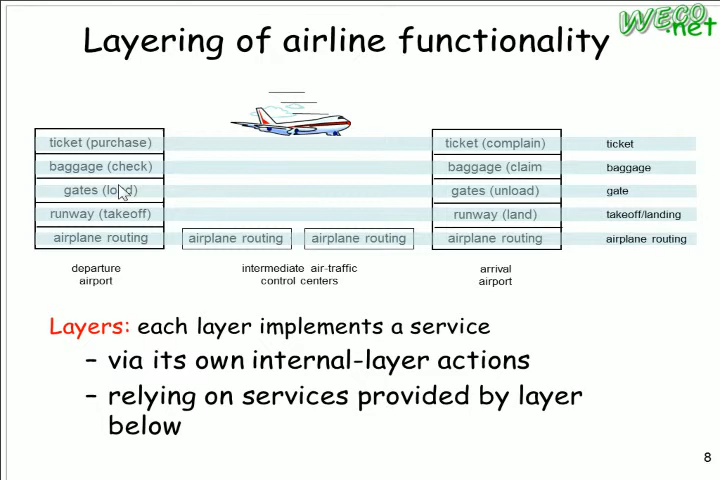 WECO.net
Layering of airline functionality
ticket (purchase) ticket (complain) ticket
baggage (check) baggage (claim baggage
gates (load) gates (unload) gate
runway (takeoff) runway (land) takeoff/landing
airplane routing airplane routing airplane routing airplane routing airplane routing
departure
airport
intermediate air-traffic
control centers
arrival
airport
Layers: each layer implements a service
– via its own internal-layer actions
– relying on services provided by layer
below
8